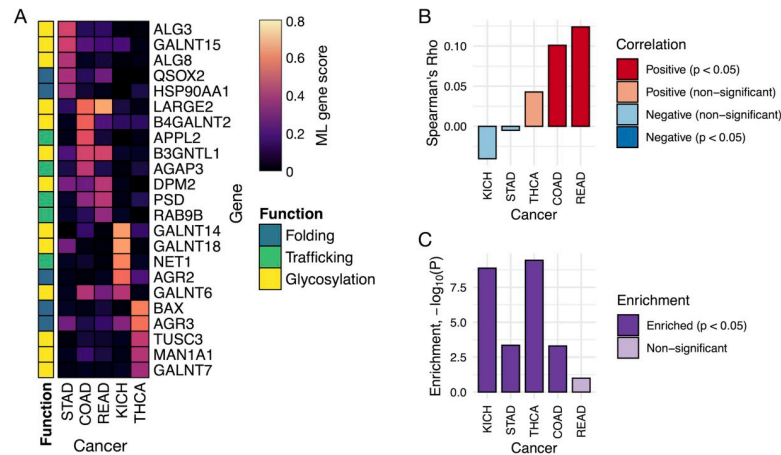 A
ALG3
GALNT15
ALG8
QSOX2
HSP90AA1
LARGE2
B4GALNT2
APPL2
B3GNTL1
AGAP3
DPM2
PSD
RAB9B
GALNT14
GALNT18
NET1
AGR2
GALNT6
BAX
AGR3
TUSC3
MAN1A1
GALNT7
Gene
Function
STAD
COAD
READ
KICH
THCA
Cancer
0.8
0.6
0.4
0.2
0
ML gene score
Function
Folding
Trafficking
Glycosylation
B
Spearman's Rho
0.10
0.05
0.00
KICH
STAD
THCA
COAD
READ
Cancer
Correlation
Positive (p < 0.05)
Positive (non-significant)
Negative (non-significant)
Negative (p < 0.05)
C
Enrichment, −log10(P)
7.5
5.0
2.5
0.0
KICH
STAD
THCA
COAD
READ
Cancer
Enrichment
Enriched (p < 0.05)
Non-significant